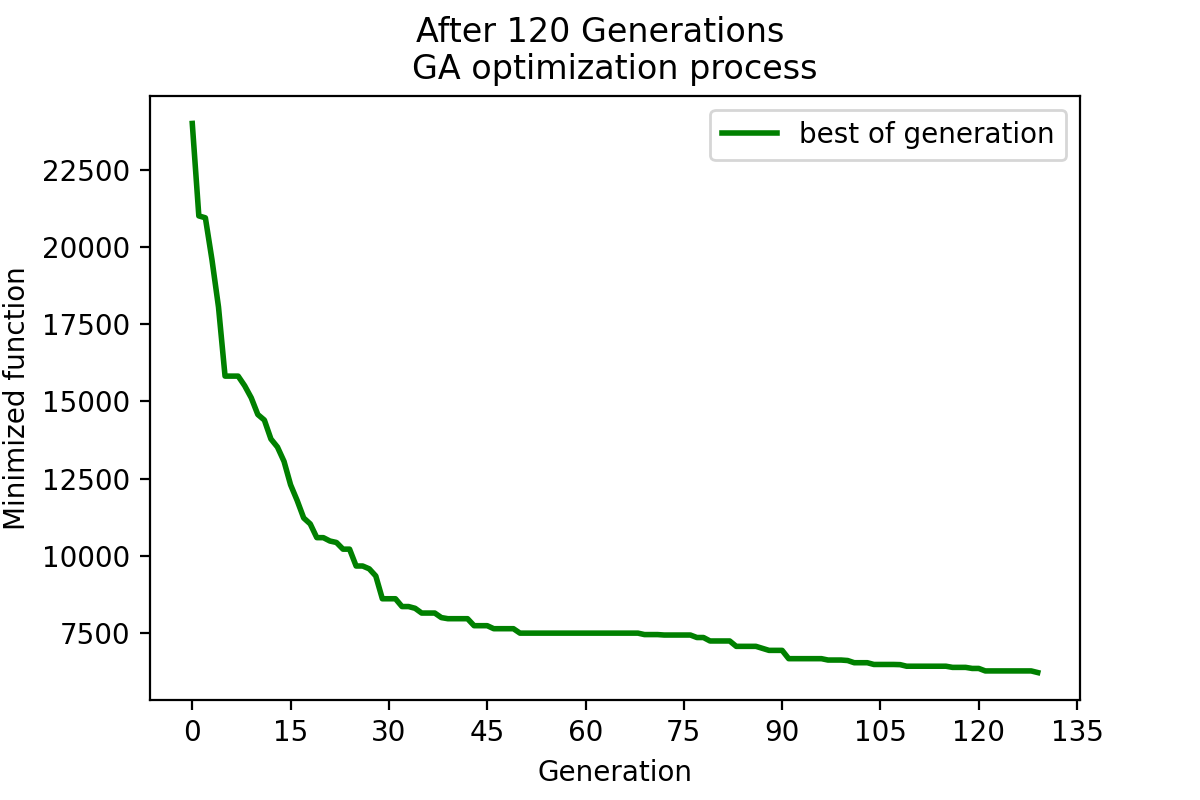 After 120 Generations
GA optimization process
best of generation
Minimized function
22500
20000
17500
15000
12500
10000
7500
0 15 30 45 60 75 90 105 120 135
Generation